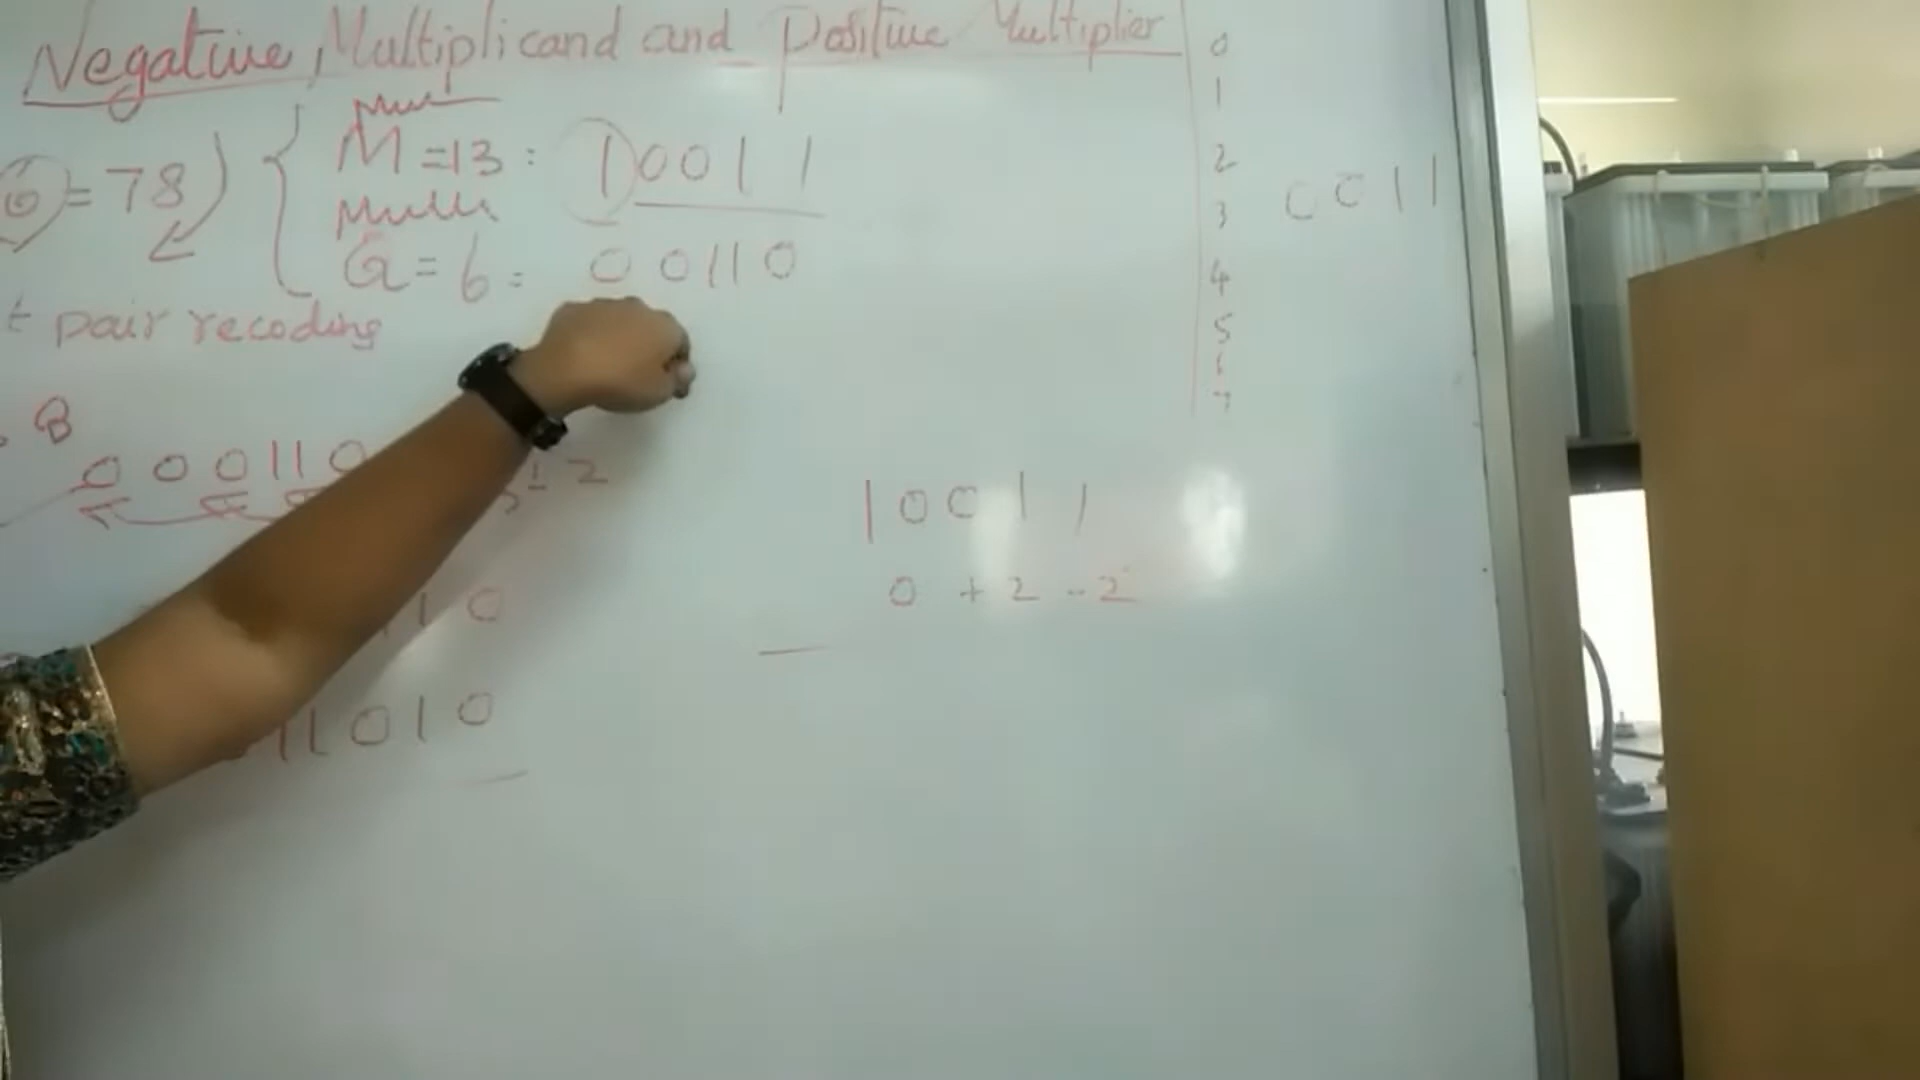 Negative Multiplicand and Positive Multiplier
= 78
M = 13 : 1 0 0 1 1
Q = 6 = 0 0 1 1 0
t pair recoding
B
0 0 0 1 1 0
2
1 0
1 1 0 1 0
1 0 0 1 1
0 + 2 - 2
0
1
2
3
4
5
7
0 0 1 1